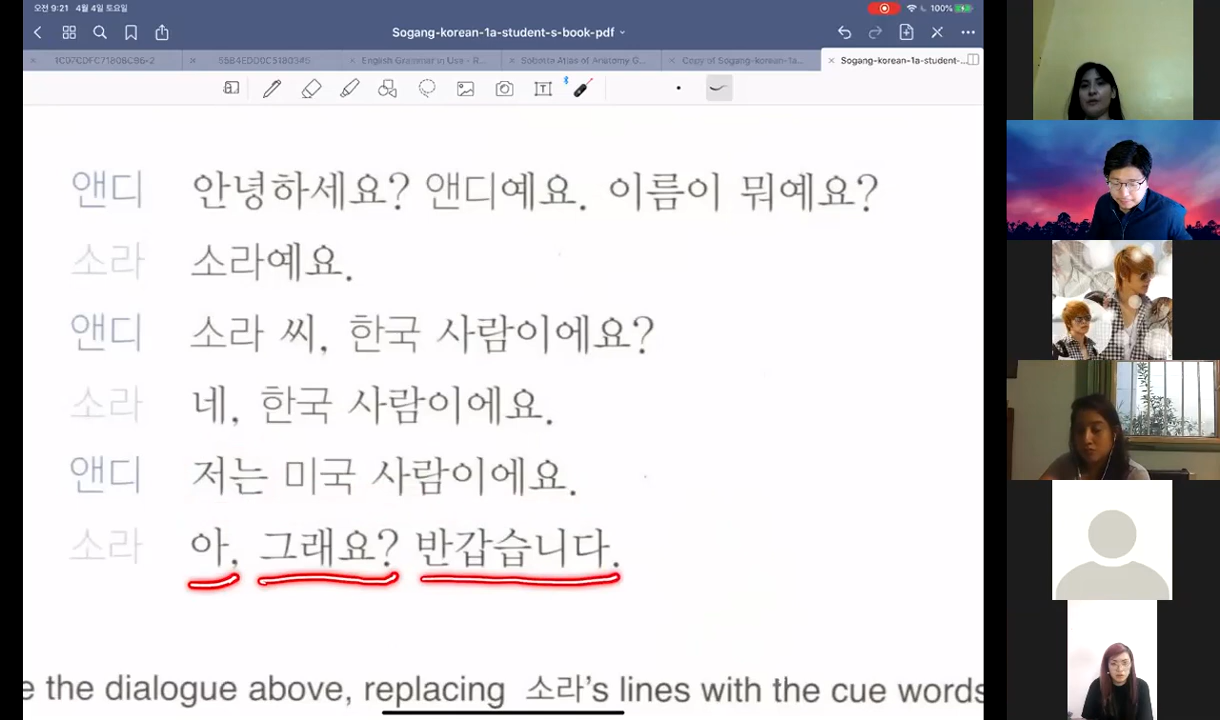 오전 9:21 4월 4일 토요일
100%
Sogang-korean-1a-student-s-book-pdf
English Grammar in Use - R...
Sobotta Atlas of Anatomy G...
Copy of Sogang-korean-1a...
Sogang-korean-1a-student-...
앤디 안녕하세요? 앤디예요. 이름이 뭐예요?
소라 소라예요.
앤디 소라 씨, 한국 사람이에요?
소라 네, 한국 사람이에요.
앤디 저는 미국 사람이에요.
소라 아, 그래요? 반갑습니다.
e the dialogue above, replacing 소라's lines with the cue words